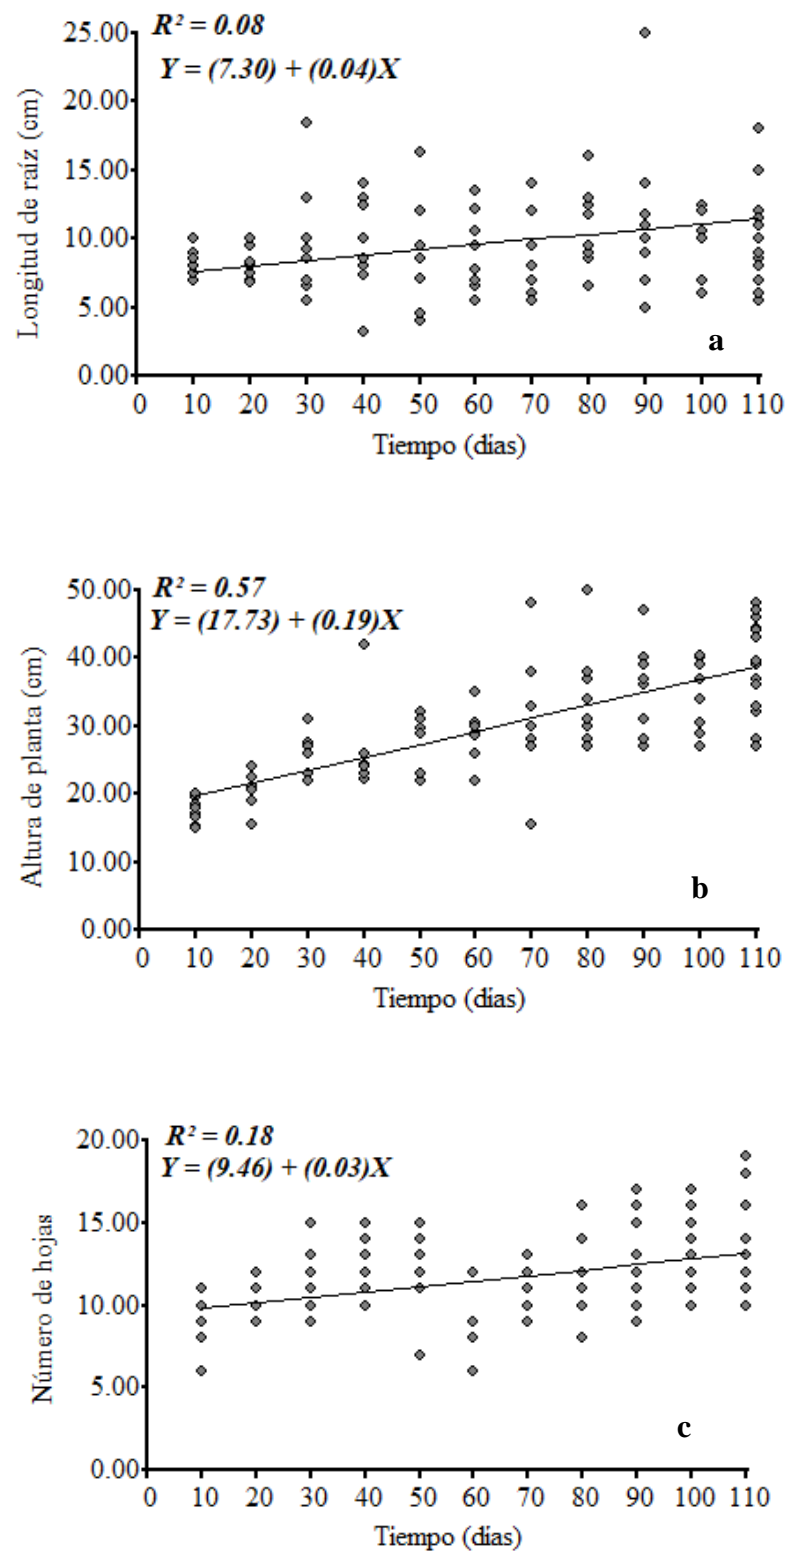 R² = 0.08
Y = (7.30) + (0.04)X
25.00
20.00
15.00
10.00
5.00
0.00
Longitud de raíz (cm)
a
0 10 20 30 40 50 60 70 80 90 100 110
Tiempo (días)
R² = 0.57
Y = (17.73) + (0.19)X
50.00
40.00
30.00
20.00
10.00
0.00
Altura de planta (cm)
b
0 10 20 30 40 50 60 70 80 90 100 110
Tiempo (días)
R² = 0.18
Y = (9.46) + (0.03)X
20.00
15.00
10.00
5.00
0.00
Número de hojas
c
0 10 20 30 40 50 60 70 80 90 100 110
Tiempo (días)